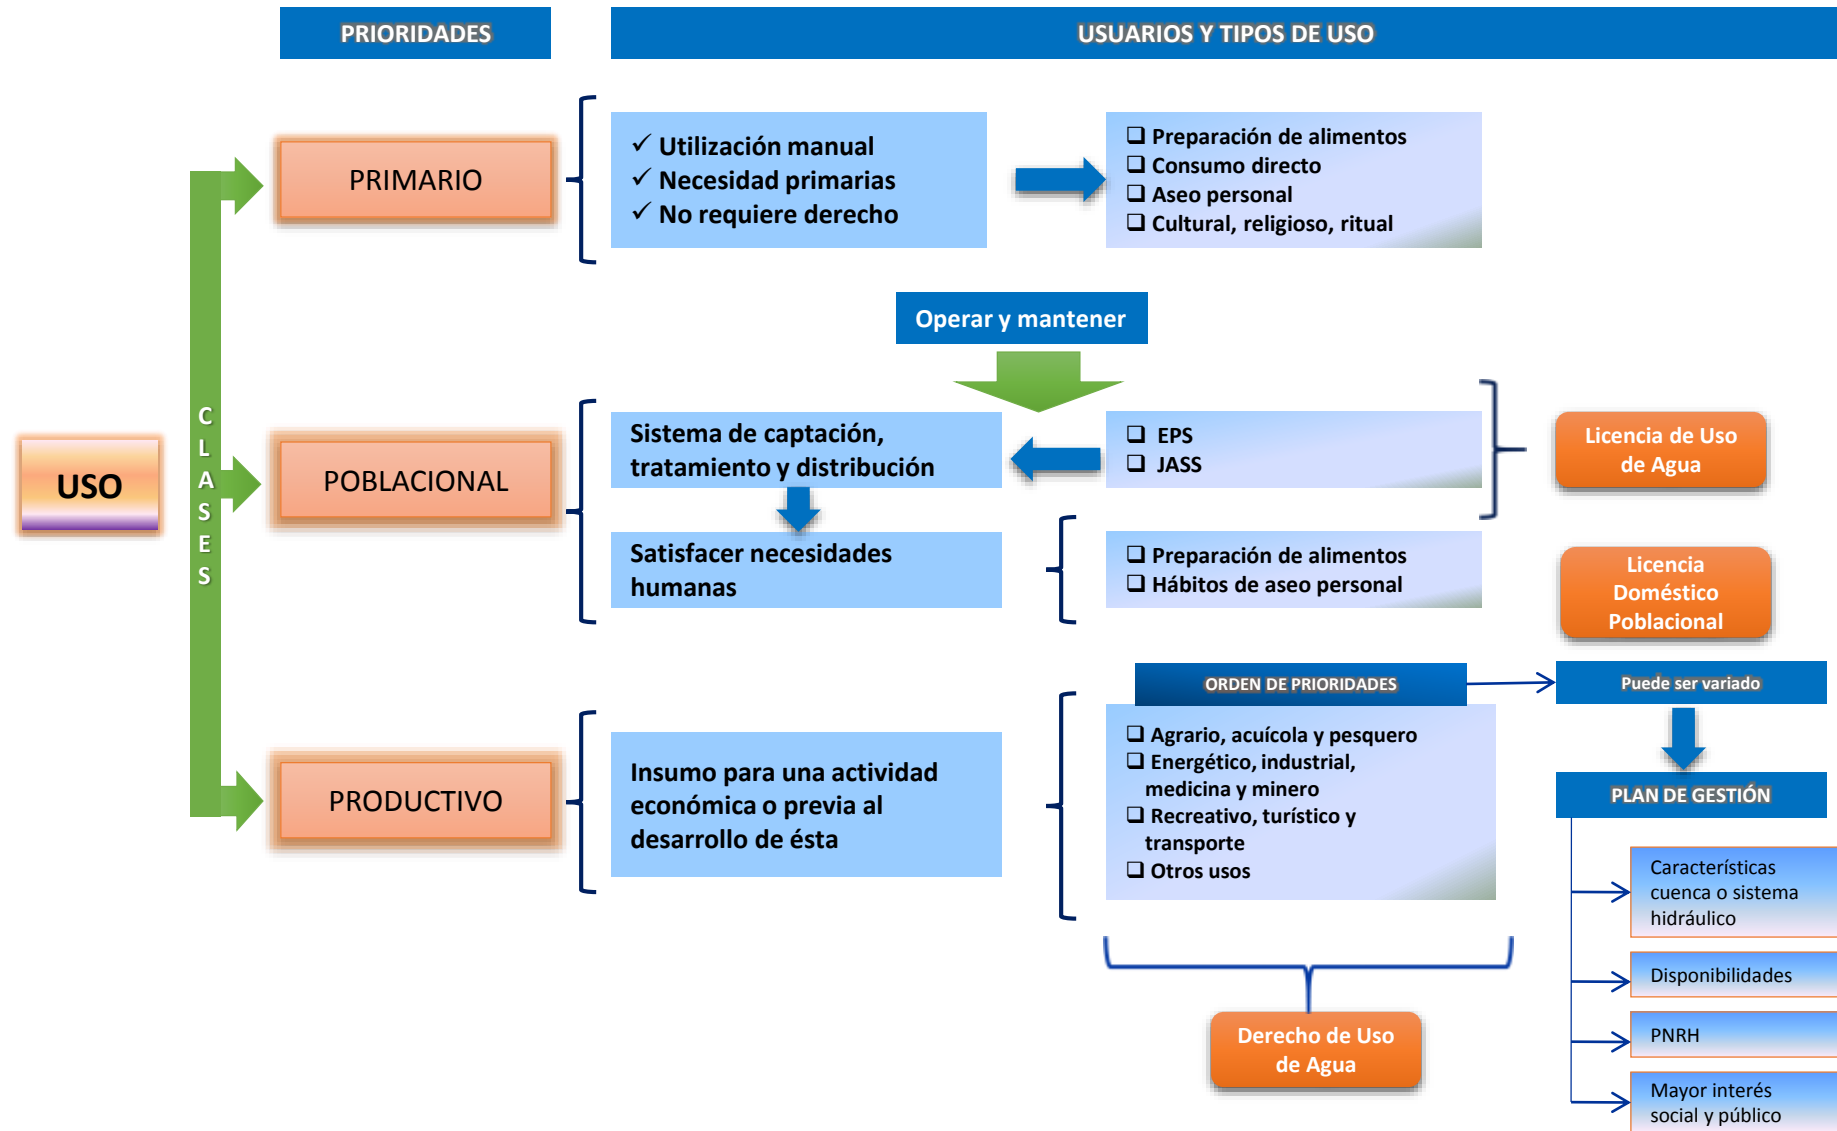 PRIORIDADES
USUARIOS Y TIPOS DE USO
USO
CLASES
PRIMARIO
✓ Utilización manual
✓ Necesidad primarias
✓ No requiere derecho
❑ Preparación de alimentos
❑ Consumo directo
❑ Aseo personal
❑ Cultural, religioso, ritual
Operar y mantener
POBLACIONAL
Sistema de captación,
tratamiento y distribución
❑ EPS
❑ JASS
Licencia de Uso
de Agua
Satisfacer necesidades
humanas
❑ Preparación de alimentos
❑ Hábitos de aseo personal
Licencia
Doméstico
Poblacional
PRODUCTIVO
Insumo para una actividad
económica o previa al
desarrollo de ésta
ORDEN DE PRIORIDADES
❑ Agrario, acuícola y pesquero
❑ Energético, industrial,
medicina y minero
❑ Recreativo, turístico y
transporte
❑ Otros usos
Puede ser variado
PLAN DE GESTIÓN
Característícas
cuenca o sistema
hidráulico
Disponibilidades
PNRH
Mayor interés
social y público
Derecho de Uso
de Agua